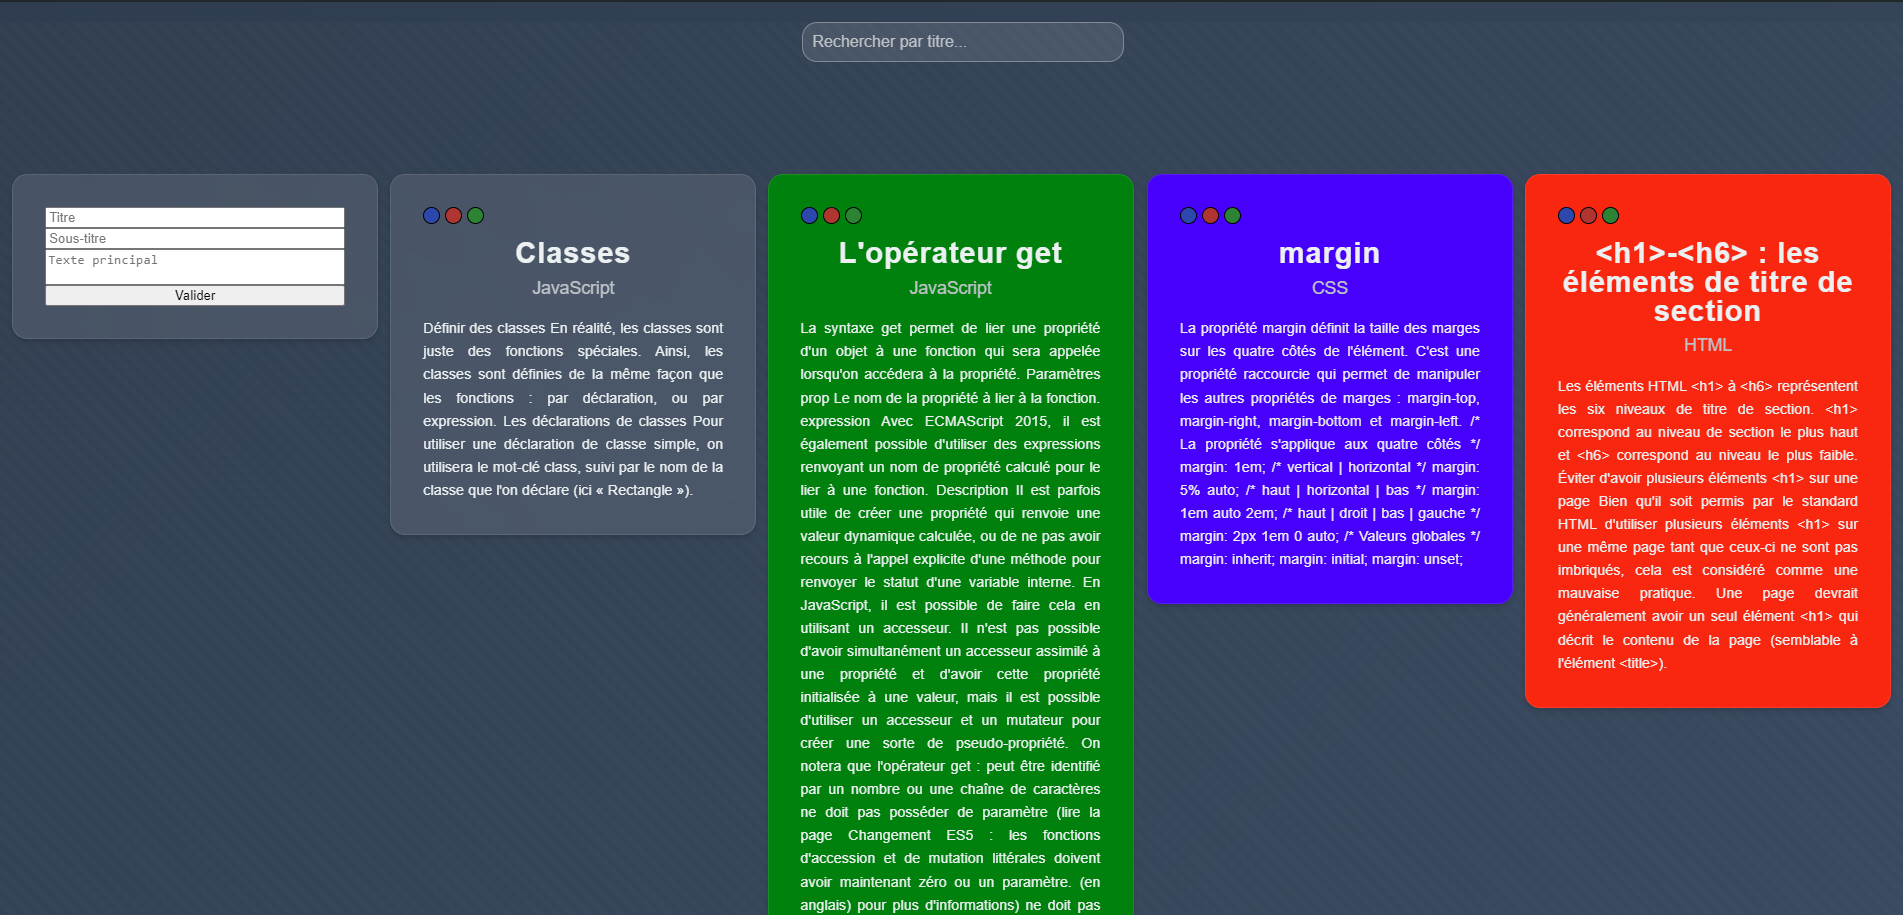 Rechercher par titre...
Titre
Sous-titre
Texte principal
Valider
Classes
JavaScript
Définir des classes En réalité, les classes sont
juste des fonctions spéciales. Ainsi, les
classes sont définies de la même façon que
les fonctions : par déclaration, ou par
expression. Les déclarations de classes Pour
utiliser une déclaration de classe simple, on
utilisera le mot-clé class, suivi par le nom de la
classe que l'on déclare (ici « Rectangle »).
L'opérateur get
JavaScript
La syntaxe get permet de lier une propriété
d'un objet à une fonction qui sera appelée
lorsqu'on accédera à la propriété. Paramètres
prop Le nom de la propriété à lier à la fonction.
expression Avec ECMAScript 2015, il est
également possible d'utiliser des expressions
renvoyant un nom de propriété calculé pour le
lier à une fonction. Description Il est parfois
utile de créer une propriété qui renvoie une
valeur dynamique calculée, ou de ne pas avoir
recours à l'appel explicite d'une méthode pour
renvoyer le statut d'une variable interne. En
JavaScript, il est possible de faire cela en
utilisant un accesseur. Il n'est pas possible
d'avoir simultanément un accesseur assimilé à
une propriété et d'avoir cette propriété
initialisée à une valeur, mais il est possible
d'utiliser un accesseur et un mutateur pour
créer une sorte de pseudo-propriété. On
notera que l'opérateur get : peut être identifié
par un nombre ou une chaîne de caractères
ne doit pas posséder de paramètre (lire la
page Changement ES5 : les fonctions
d'accession et de mutation littérales doivent
avoir maintenant zéro ou un paramètre. (en
anglais) pour plus d'informations) ne doit pas
margin
CSS
La propriété margin définit la taille des marges
sur les quatre côtés de l'élément. C'est une
propriété raccourcie qui permet de manipuler
les autres propriétés de marges : margin-top,
margin-right, margin-bottom et margin-left. /*
La propriété s'applique aux quatre côtés */
margin: 1em; /* vertical | horizontal */ margin:
5% auto; /* haut | horizontal | bas */ margin:
1em auto 2em; /* haut | droit | bas | gauche */
margin: 2px 1em 0 auto; /* Valeurs globales */
margin: inherit; margin: initial; margin: unset;
<h1>-<h6> : les
éléments de titre de
section
HTML
Les éléments HTML <h1> à <h6> représentent
les six niveaux de titre de section. <h1>
correspond au niveau de section le plus haut
et <h6> correspond au niveau le plus faible.
Éviter d'avoir plusieurs éléments <h1> sur une
page Bien qu'il soit permis par le standard
HTML d'utiliser plusieurs éléments <h1> sur
une même page tant que ceux-ci ne sont pas
imbriqués, cela est considéré comme une
mauvaise pratique. Une page devrait
généralement avoir un seul élément <h1> qui
décrit le contenu de la page (semblable à
l'élément <title>).